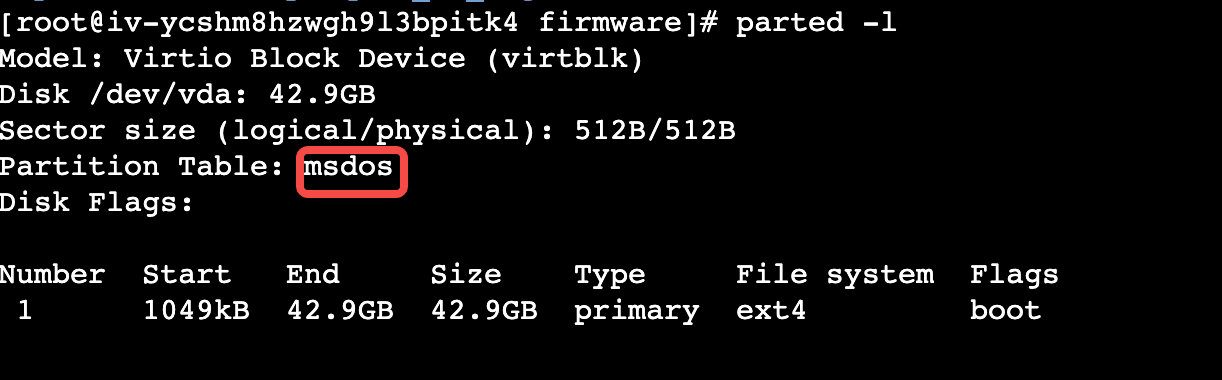 [root@iv-ycshm8hzwgh9l3bpitk4 firmware]# parted -l
Model: Virtio Block Device (virtblk)
Disk /dev/vda: 42.9GB
Sector size (logical/physical): 512B/512B
Partition Table: msdos
Disk Flags:
Number  Start   End     Size    Type     File system  Flags
 1      1049kB  42.9GB  42.9GB  primary  ext4         boot